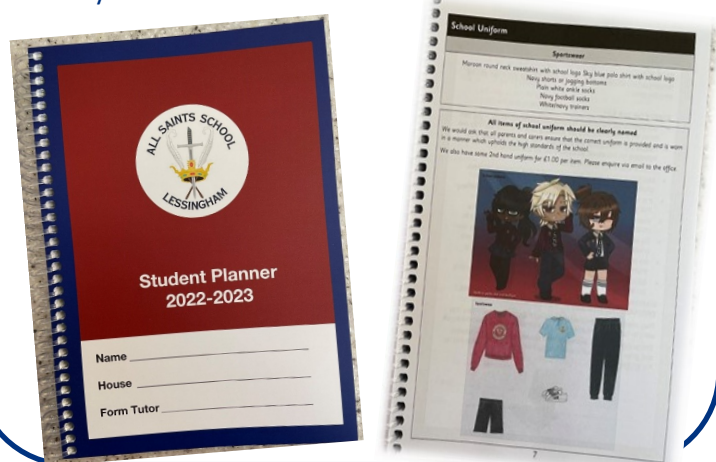 ALL SAINTS SCHOOL
LESSINGHAM
Student Planner
2022-2023
Name
House
Form Tutor
School Uniform
Sportswear
Maroon round neck sweatshirt with school logo Sky blue polo shirt with school logo
Navy shorts or jogging bottoms
Plain white ankle socks
Navy football socks
White/navy trainers
All items of school uniform should be clearly named
We would ask that all parents and carers ensure that the correct uniform is provided and is worn
in a manner which upholds the high standards of the school.
We also have some 2nd hand uniform for £1.00 per item. Please enquire via email to the office.
Sportswear
7